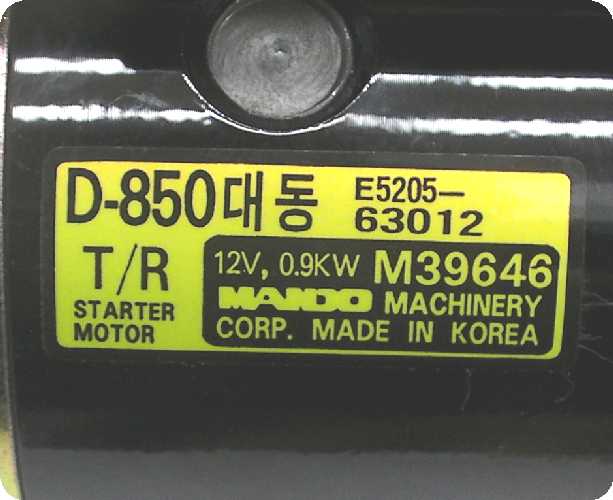 D-850대동 E5205-
63012
T/R
STARTER
MOTOR
12V, 0.9KW M39646
MANDO MACHINERY
CORP. MADE IN KOREA